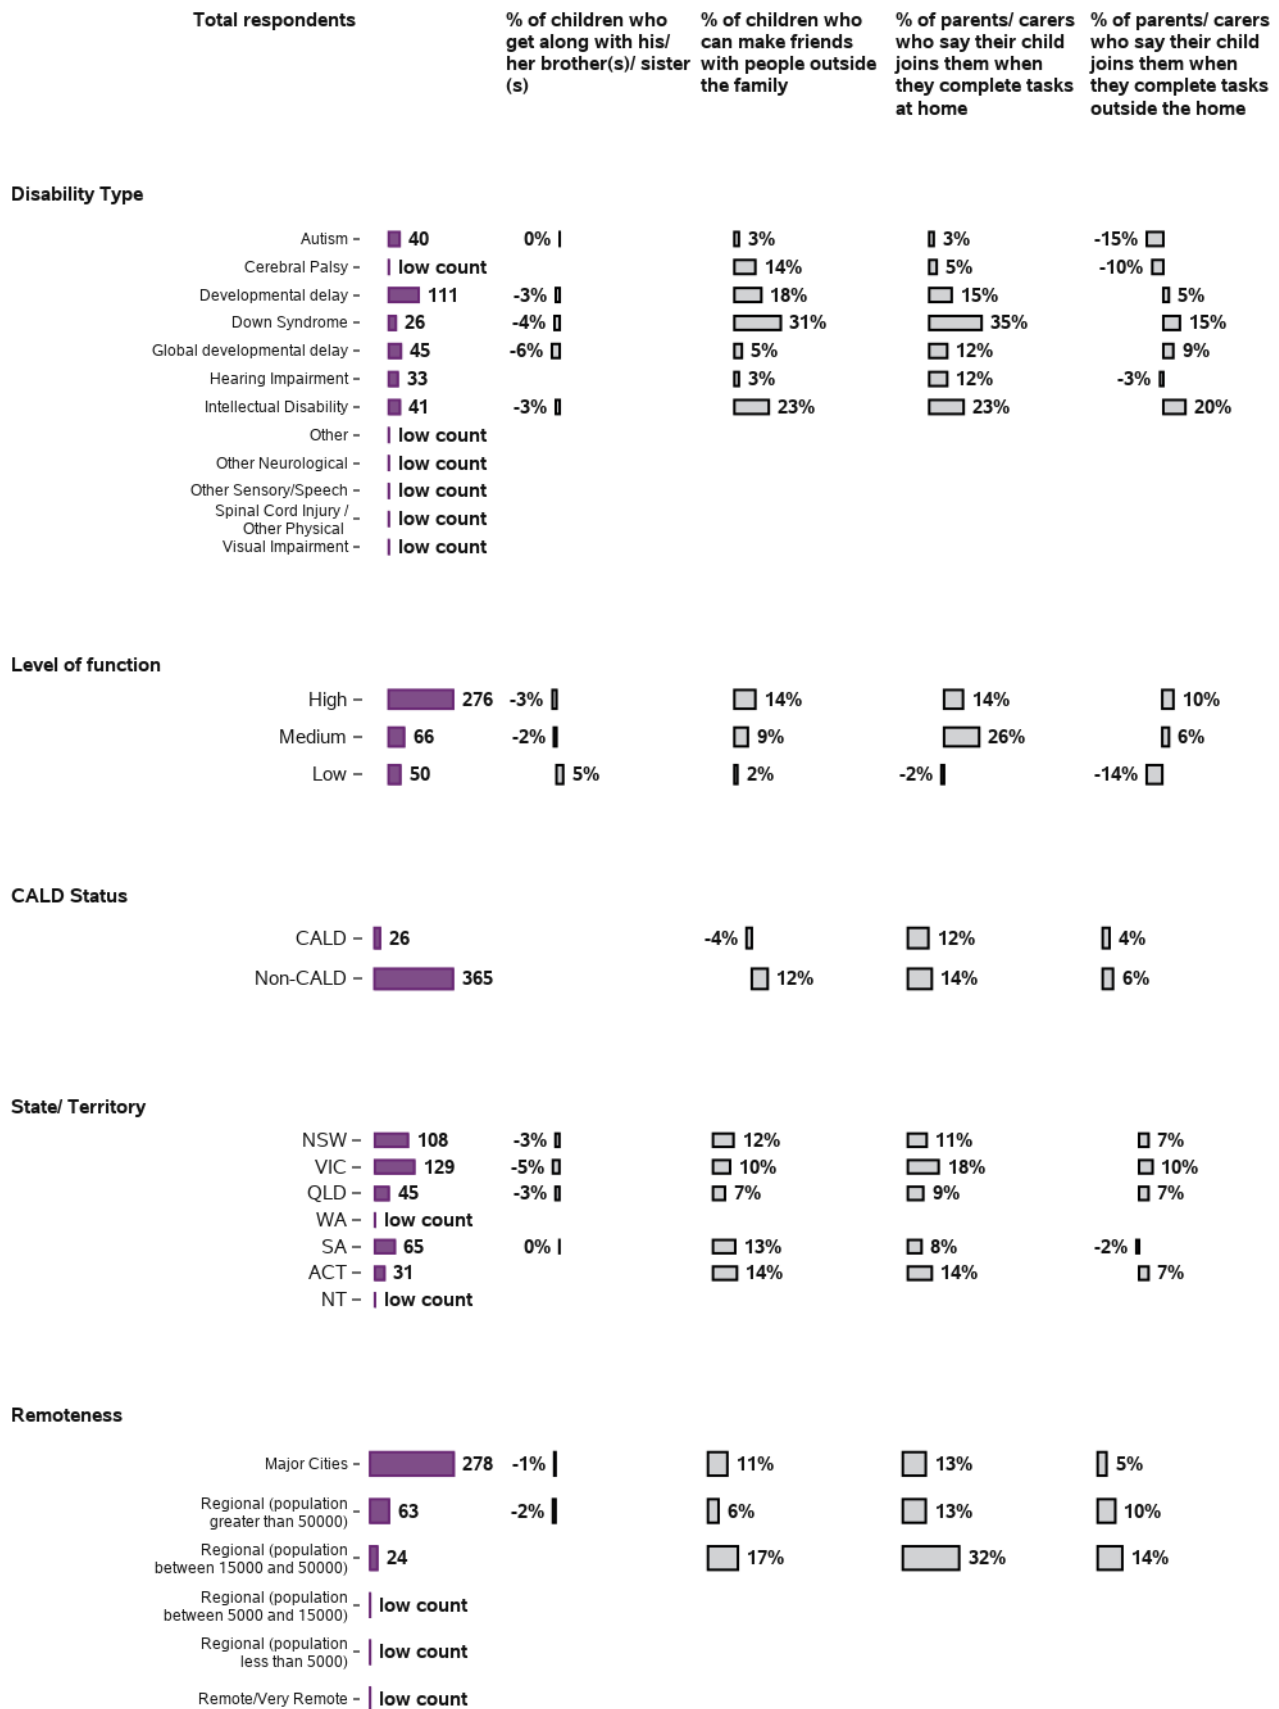 Total respondents
% of children who get along with his/ her brother(s)/ sister (s)
% of children who can make friends with people outside the family
% of parents/ carers who say their child joins them when they complete tasks at home
% of parents/ carers who say their child joins them when they complete tasks outside the home
Disability Type
Autism 40 0% 3% 3% -15%
Cerebral Palsy low count 14% 5% -10%
Developmental delay 111 -3% 18% 15% 5%
Down Syndrome 26 -4% 31% 35% 15%
Global developmental delay 45 -6% 5% 12% 9%
Hearing Impairment 33 3% 12% -3%
Intellectual Disability 41 -3% 23% 23% 20%
Other low count
Other Neurological low count
Other Sensory/Speech low count
Spinal Cord Injury / Other Physical low count
Visual Impairment low count
Level of function
High 276 -3% 14% 14% 10%
Medium 66 -2% 9% 26% 6%
Low 50 5% 2% -2% -14%
CALD Status
CALD 26 -4% 12% 4%
Non-CALD 365 12% 14% 6%
State/ Territory
NSW 108 -3% 12% 11% 7%
VIC 129 -5% 10% 18% 10%
QLD 45 -3% 7% 9% 7%
WA low count
SA 65 0% 13% 8% -2%
ACT 31 14% 14% 7%
NT low count
Remoteness
Major Cities 278 -1% 11% 13% 5%
Regional (population greater than 50000) 63 -2% 6% 13% 10%
Regional (population between 15000 and 50000) 24 17% 32% 14%
Regional (population between 5000 and 15000) low count
Regional (population less than 5000) low count
Remote/Very Remote low count